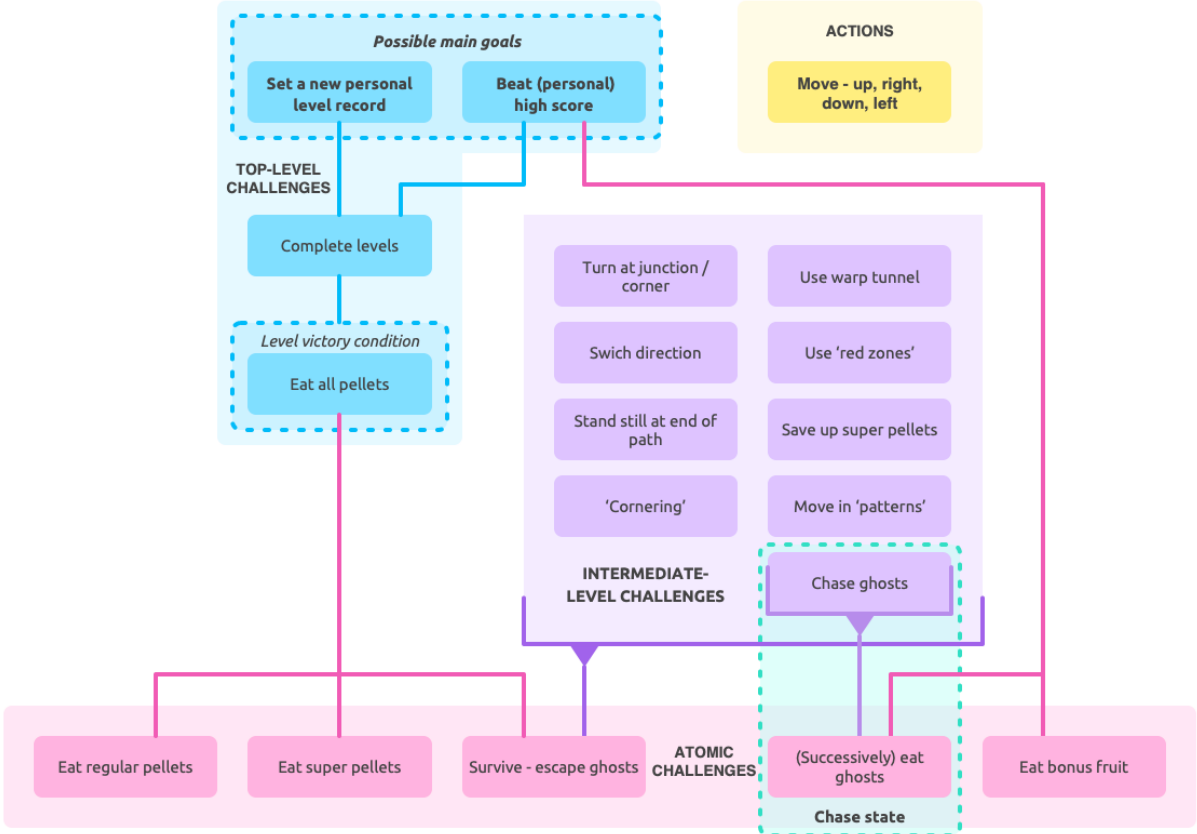 Possible main goals
Set a new personal
level record
Beat (personal)
high score
ACTIONS
Move - up, right,
down, left
TOP-LEVEL
CHALLENGES
Complete levels
Level victory condition
Eat all pellets
Turn at junction /
corner
Use warp tunnel
Swich direction
Use ‘red zones’
Stand still at end of
path
Save up super pellets
‘Cornering’
Move in ‘patterns’
INTERMEDIATE-
LEVEL CHALLENGES
Chase ghosts
Eat regular pellets
Eat super pellets
Survive - escape ghosts
ATOMIC
CHALLENGES
(Successively) eat
ghosts
Eat bonus fruit
Chase state